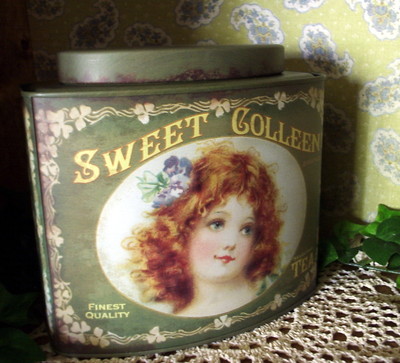 SWEET COLLEEN
FINEST
QUALITY
TEA